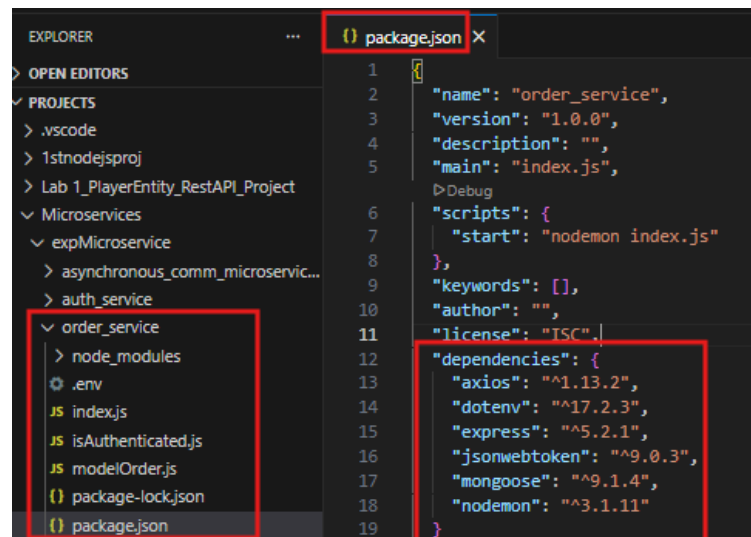 EXPLORER ...
OPEN EDITORS
PROJECTS
.vscode
1stnodejsproj
Lab 1_PlayerEntity_RestAPI_Project
Microservices
expMicroservice
asynchronous_comm_microservic...
auth_service
order_service
node_modules
.env
JS index.js
JS isAuthenticated.js
JS modelOrder.js
{} package-lock.json
{} package.json
{} package.json ×
1 {
2 "name": "order_service",
3 "version": "1.0.0",
4 "description": "",
5 "main": "index.js",
Debug
6 "scripts": {
7 "start": "nodemon index.js"
8 },
9 "keywords": [],
10 "author": "",
11 "license": "ISC",
12 "dependencies": {
13 "axios": "^1.13.2",
14 "dotenv": "^17.2.3",
15 "express": "^5.2.1",
16 "jsonwebtoken": "^9.0.3",
17 "mongoose": "^9.1.4",
18 "nodemon": "^3.1.11"
19 }